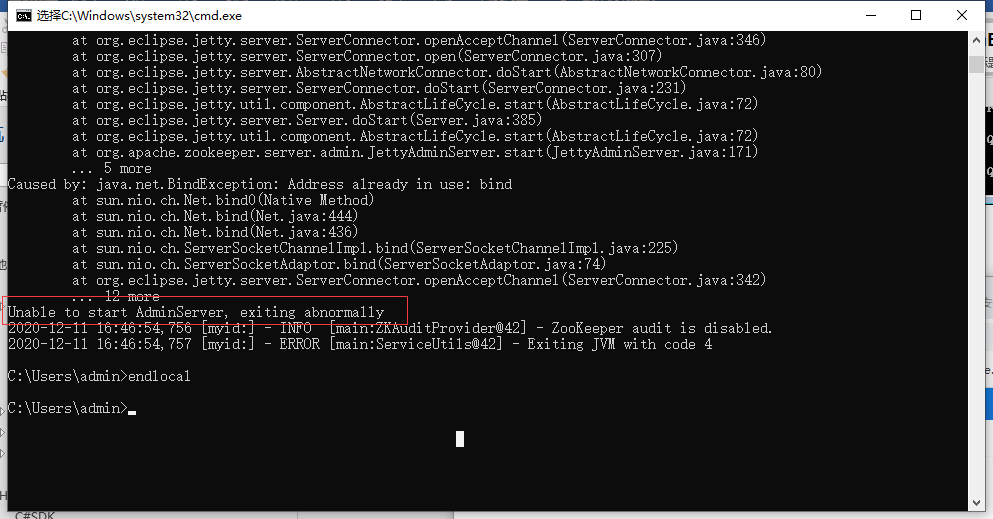 选择C:\Windows\system32\cmd.exe
at org.eclipse.jetty.server.ServerConnector.openAcceptChannel(ServerConnector.java:346)
at org.eclipse.jetty.server.ServerConnector.open(ServerConnector.java:307)
at org.eclipse.jetty.server.AbstractNetworkConnector.doStart(AbstractNetworkConnector.java:80)
at org.eclipse.jetty.server.ServerConnector.doStart(ServerConnector.java:231)
at org.eclipse.jetty.util.component.AbstractLifeCycle.start(AbstractLifeCycle.java:72)
at org.eclipse.jetty.server.Server.doStart(Server.java:385)
at org.eclipse.jetty.util.component.AbstractLifeCycle.start(AbstractLifeCycle.java:72)
at org.apache.zookeeper.server.admin.JettyAdminServer.start(JettyAdminServer.java:171)
... 5 more
Caused by: java.net.BindException: Address already in use: bind
at sun.nio.ch.Net.bind0(Native Method)
at sun.nio.ch.Net.bind(Net.java:444)
at sun.nio.ch.Net.bind(Net.java:436)
at sun.nio.ch.ServerSocketChannelImpl.bind(ServerSocketChannelImpl.java:225)
at sun.nio.ch.ServerSocketAdaptor.bind(ServerSocketAdaptor.java:74)
at org.eclipse.jetty.server.ServerConnector.openAcceptChannel(ServerConnector.java:342)
... 12 more
Unable to start AdminServer, exiting abnormally
2020-12-11 16:46:54,756 [myid:] - INFO  [main:ZKAuditProvider@42] - ZooKeeper audit is disabled.
2020-12-11 16:46:54,757 [myid:] - ERROR [main:ServiceUtils@42] - Exiting JVM with code 4
C:\Users\admin>endlocal
C:\Users\admin>
C#SDK